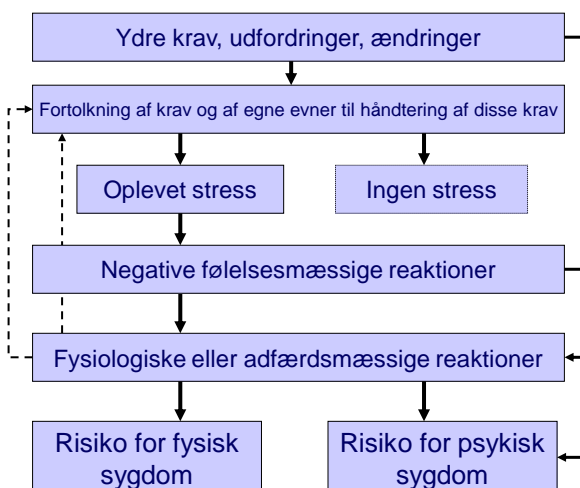 Ydre krav, udfordringer, ændringer
Fortolkning af krav og af egne evner til håndtering af disse krav
Oplevet stress
Ingen stress
Negative følelsesmæssige reaktioner
Fysiologiske eller adfærdsmæssige reaktioner
Risiko for fysisk
sygdom
Risiko for psykisk
sygdom